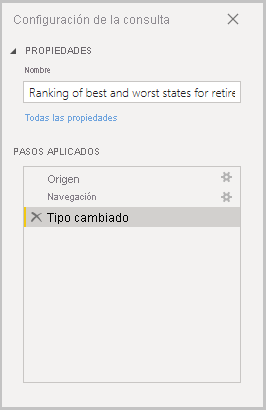 Configuración de la consulta
PROPIEDADES
Nombre
Ranking of best and worst states for retire
Todas las propiedades
PASOS APLICADOS
Origen
Navegación
Tipo cambiado